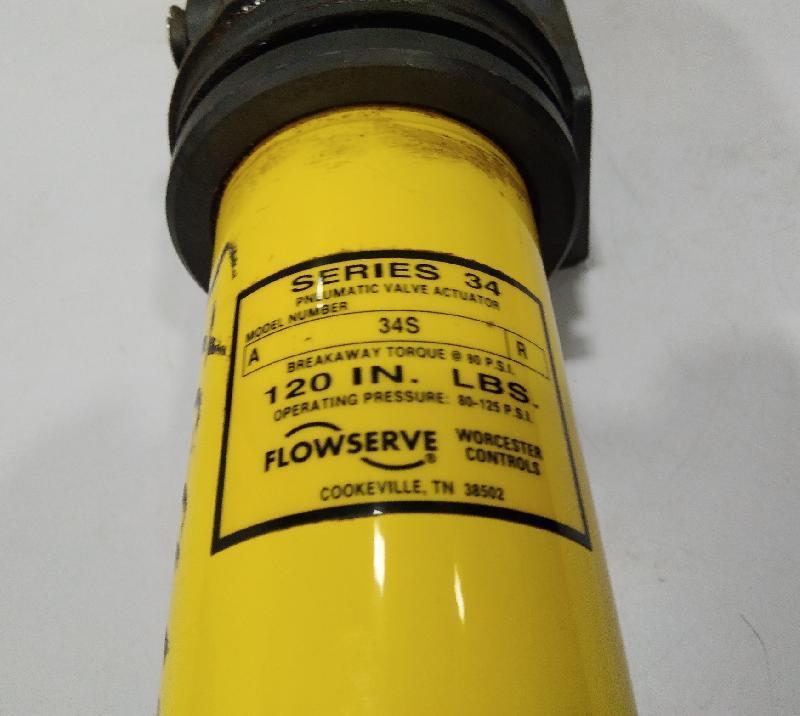 SERIES 34
PNEUMATIC VALVE ACTUATOR
MODEL NUMBER
A 34S R
BREAKAWAY TORQUE @ 80 P.S.I.
120 IN. LBS.
OPERATING PRESSURE: 80-125 P.S.I.
FLOWSERVE®
WORCESTER
CONTROLS
COOKEVILLE, TN 38502